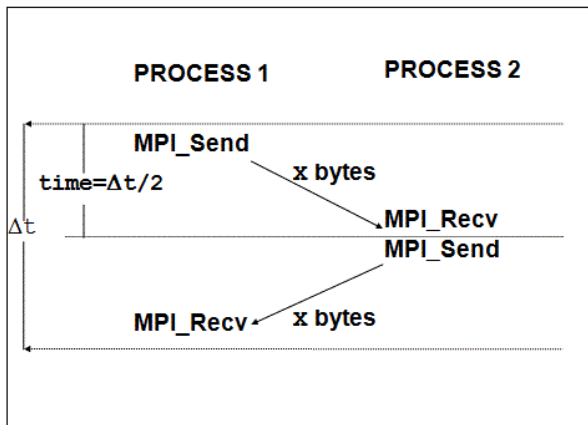 PROCESS 1
PROCESS 2
MPI_Send
x bytes
time=Δt/2
MPI_Recv
Δt
MPI_Send
MPI_Recv
x bytes